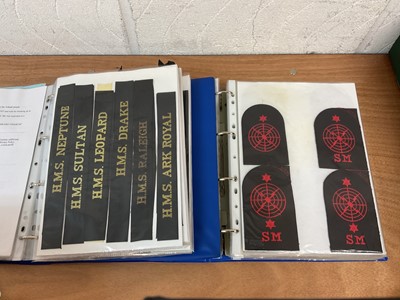 H.M.S. NEPTUNE
H.M.S. SULTAN
H.M.S. LEOPARD
H.M.S. DRAKE
H.M.S. RALEIGH
H.M.S. ARK ROYAL
SM
SM
SM